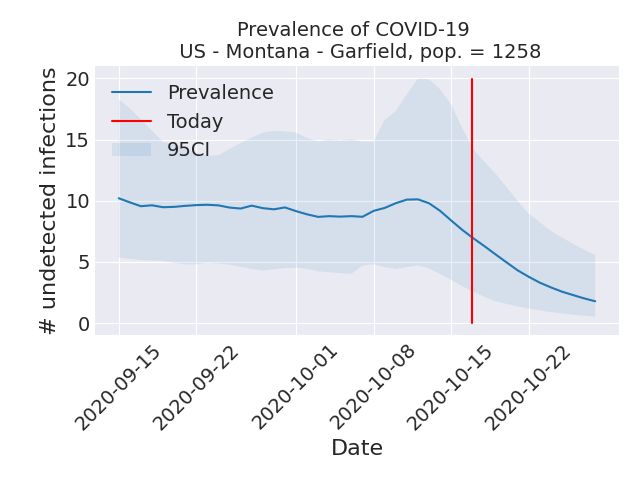 Prevalence of COVID-19
US - Montana - Garfield, pop. = 1258
20
15
10
5
0
# undetected infections
Prevalence
Today
95CI
2020-09-15
2020-09-22
2020-10-01
2020-10-08
2020-10-15
2020-10-22
Date